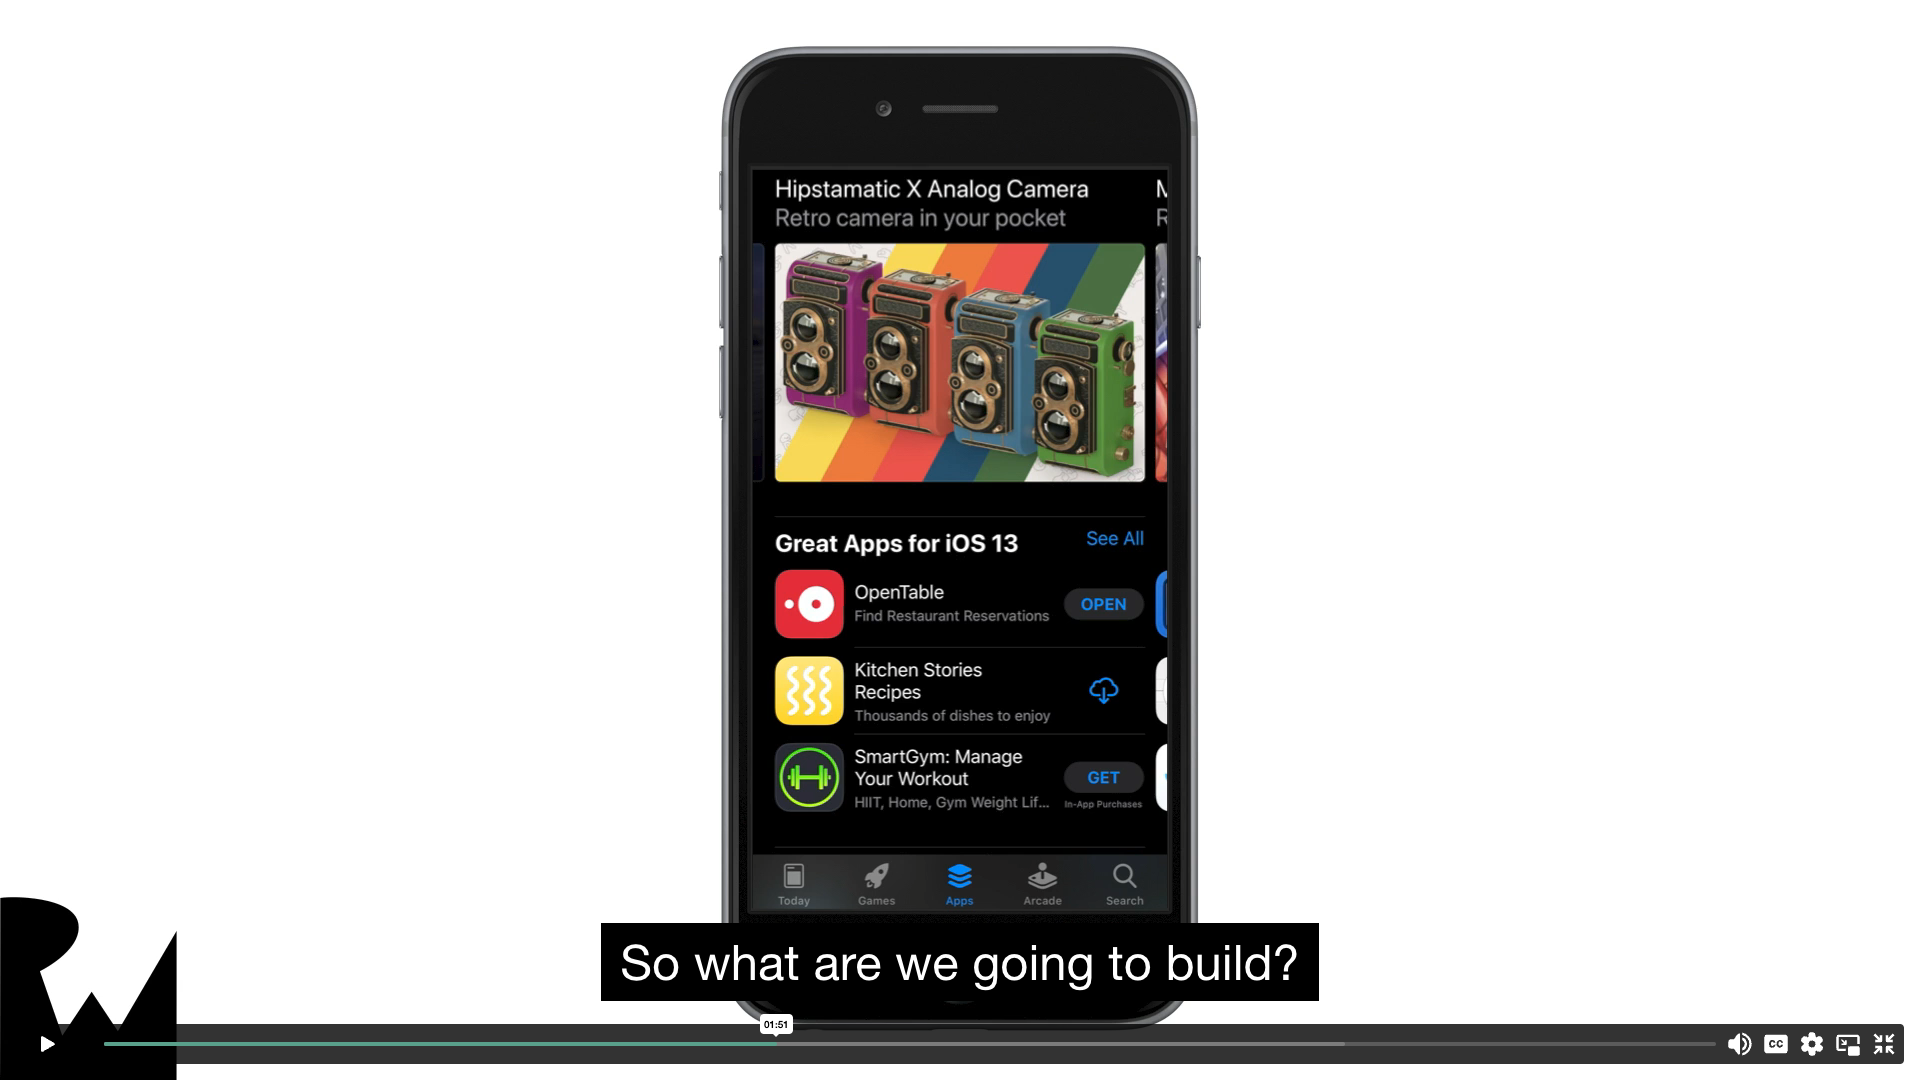 Hipstamatic X Analog Camera
Retro camera in your pocket
M
R
Great Apps for iOS 13
See All
OpenTable
Find Restaurant Reservations
OPEN
Kitchen Stories
Recipes
Thousands of dishes to enjoy
SmartGym: Manage
Your Workout
HIIT, Home, Gym Weight Lif...
GET
In-App Purchases
Today
Games
Apps
Arcade
Search
So what are we going to build?
01:51
CC